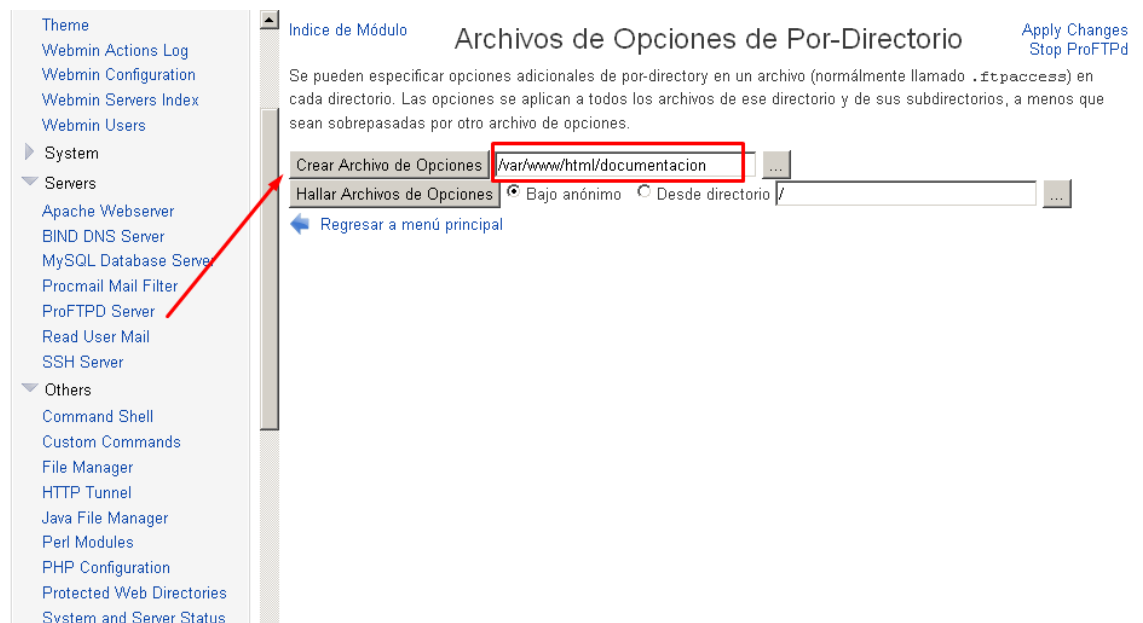 Theme
Webmin Actions Log
Webmin Configuration
Webmin Servers Index
Webmin Users
System
Servers
Apache Webserver
BIND DNS Server
MySQL Database Server
Procmail Mail Filter
ProFTPD Server
Read User Mail
SSH Server
Others
Command Shell
Custom Commands
File Manager
HTTP Tunnel
Java File Manager
Perl Modules
PHP Configuration
Protected Web Directories
System and Server Status
Indice de Módulo
Archivos de Opciones de Por-Directorio
Apply Changes
Stop ProFTPd
Se pueden especificar opciones adicionales de por-directory en un archivo (normálmente llamado .ftpaccess) en
cada directorio. Las opciones se aplican a todos los archivos de ese directorio y de sus subdirectorios, a menos que
sean sobrepasadas por otro archivo de opciones.
Crear Archivo de Opciones /var/www/html/documentacion ...
Hallar Archivos de Opciones Bajo anónimo Desde directorio / ...
Regresar a menú principal